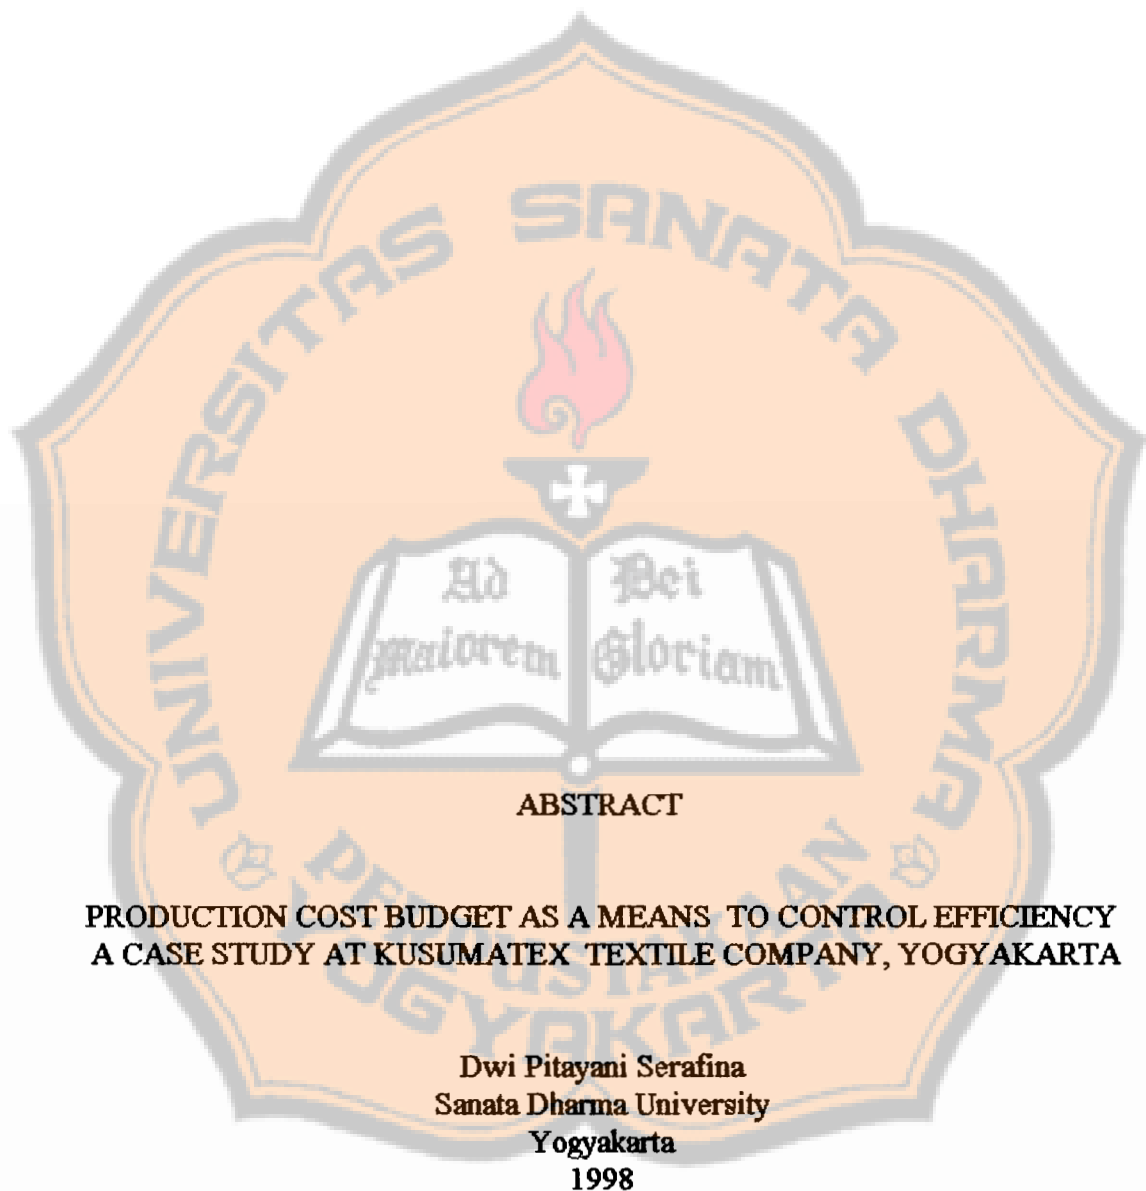 UNIVERSITAS SANATA DHARMA
Ad Dei
maiorem Gloriam
ABSTRACT
PERPUSTAKAAN
PRODUCTION COST BUDGET AS A MEANS TO CONTROL EFFICIENCY
A CASE STUDY AT KUSUMATEX TEXTILE COMPANY, YOGYAKARTA
YOGYAKARTA
Dwi Pitayani Serafina
Sanata Dharma University
Yogyakarta
1998